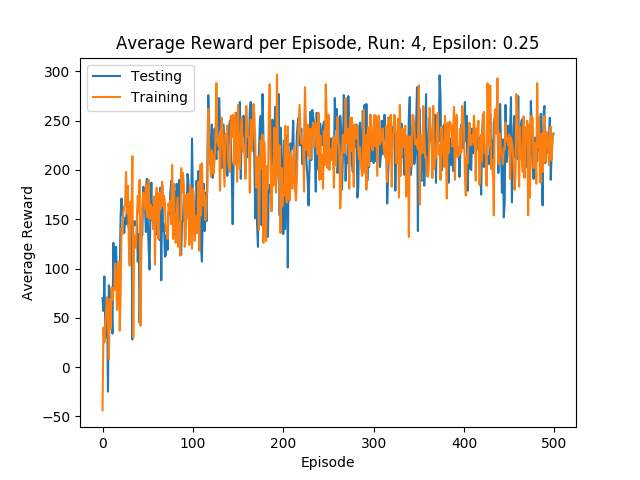 Average Reward per Episode, Run: 4, Epsilon: 0.25
Testing
Training
Average Reward
300
250
200
150
100
50
0
−50
0 100 200 300 400 500
Episode